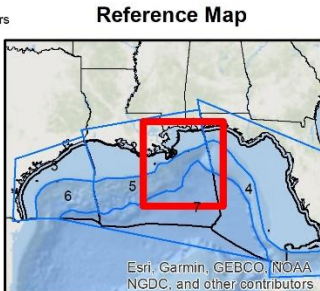 rs
Reference Map
6
5
7
4
Esri, Garmin, GEBCO, NOAA
NGDC, and other contributors